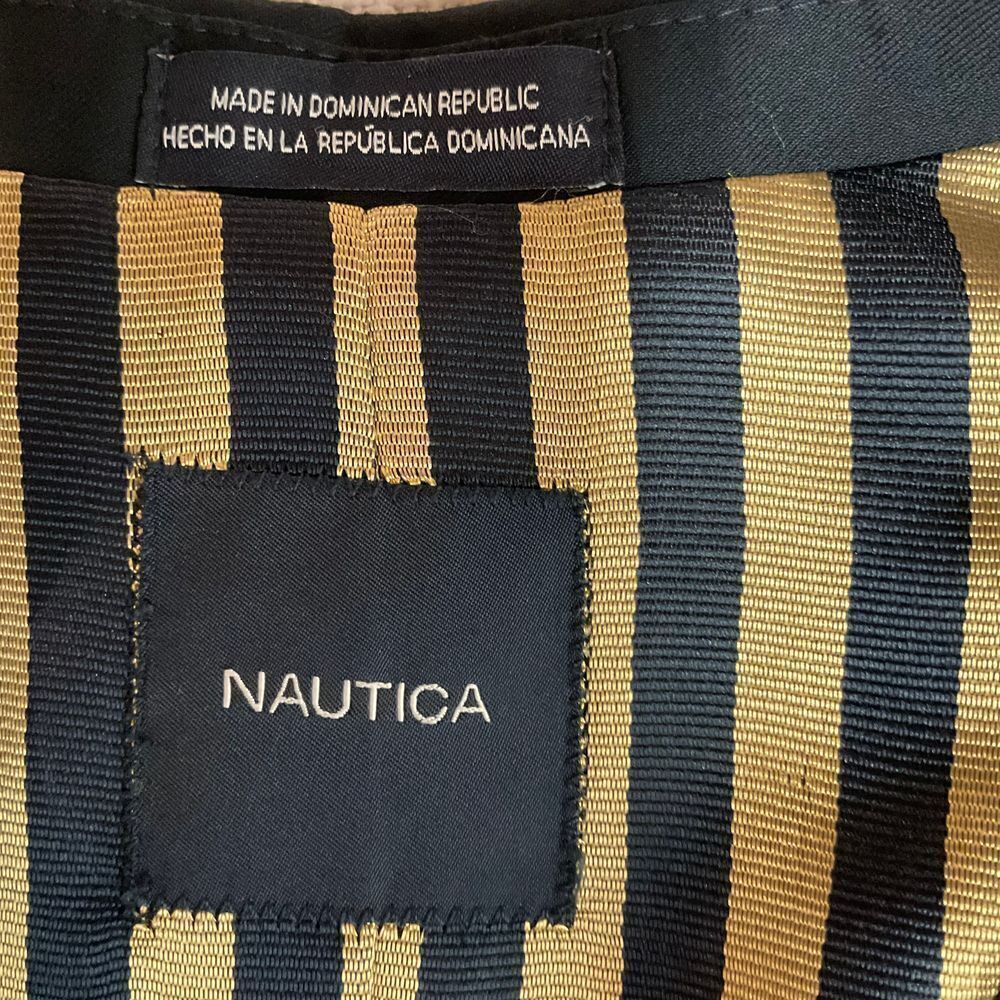 MADE IN DOMINICAN REPUBLIC
HECHO EN LA REPÚBLICA DOMINICANA
NAUTICA